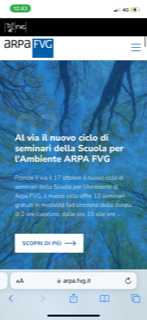 12:43
4G
FVG
arpa FVG
Al via il nuovo ciclo di
seminari della Scuola per
l'Ambiente ARPA FVG
Prende il via il 17 ottobre il nuovo ciclo di
seminari della Scuola per l'Ambiente di
Arpa FVG. Il nuovo ciclo offre 12 seminari
gratuiti in modalità fad sincrona della durata
di 2 ore ciascuno, dalle ore 10 alle ore ...
SCOPRI DI PIÙ
AA
arpa.fvg.it